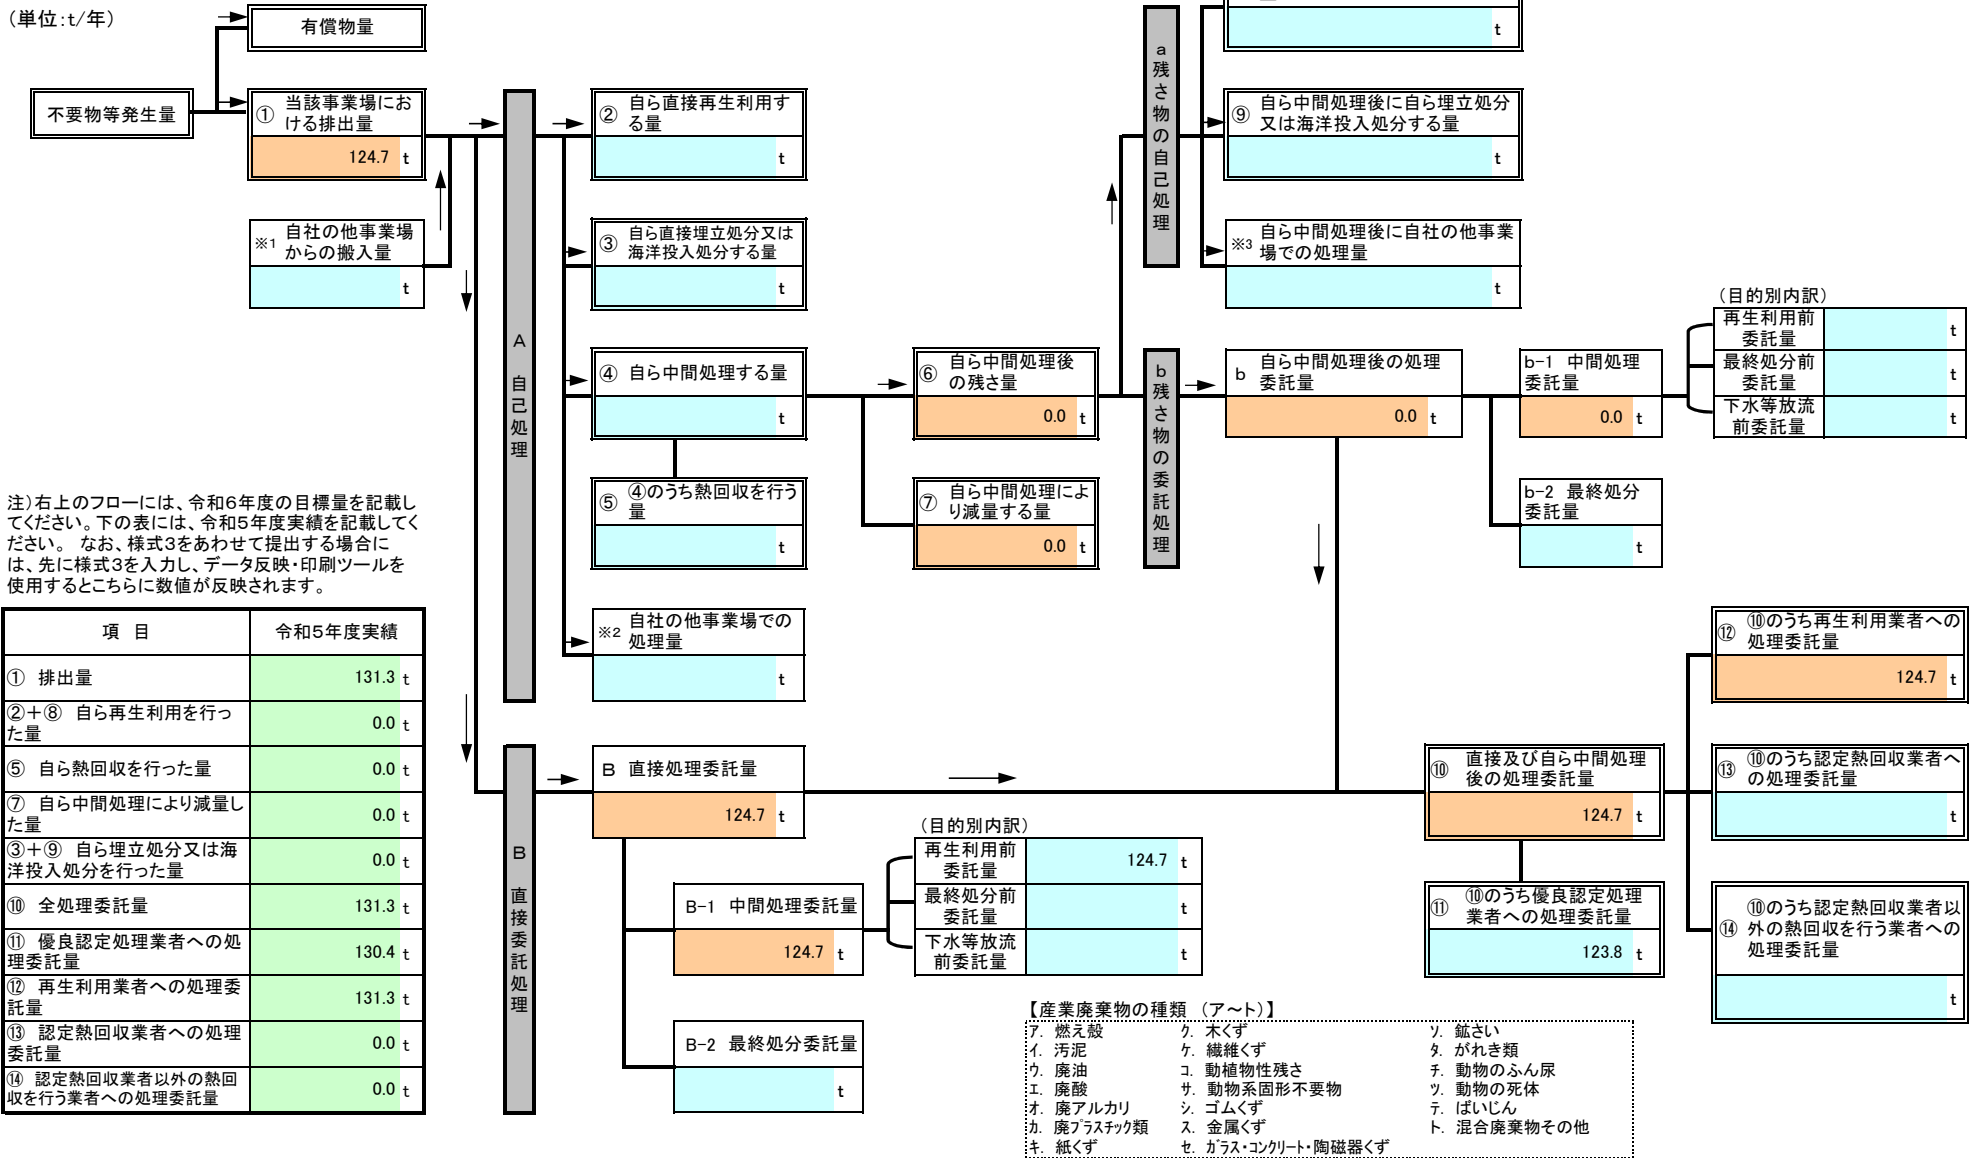 (単位:t/年)
有償物量
不要物等発生量
① 当該事業場にお
ける排出量
124.7 t
※1 自社の他事業場
からの搬入量
t
A 自己処理
② 自ら直接再生利用す
る量
t
③ 自ら直接埋立処分又は
海洋投入処分する量
t
④ 自ら中間処理する量
t
⑤ ④のうち熱回収を行う
量
t
※2 自社の他事業場での
処理量
t
⑥ 自ら中間処理後
の残さ量
0.0 t
⑦ 自ら中間処理によ
り減量する量
0.0 t
a 残さ物の自己処理
t
⑨ 自ら中間処理後に自ら埋立処分
又は海洋投入処分する量
t
※3 自ら中間処理後に自社の他事業
場での処理量
t
b 残さ物の委託処理
b 自ら中間処理後の処理
委託量
0.0 t
b-1 中間処理
委託量
0.0 t
b-2 最終処分
委託量
t
(目的別内訳)
再生利用前
委託量
t
最終処分前
委託量
t
下水等放流
前委託量
t
注)右上のフローには、令和6年度の目標量を記載し
てください。下の表には、令和5年度実績を記載してく
ださい。 なお、様式3をあわせて提出する場合に
は、先に様式3を入力し、データ反映・印刷ツールを
使用するとこちらに数値が反映されます。
項 目 令和5年度実績
① 排出量 131.3 t
②+⑧ 自ら再生利用を行っ
た量 0.0 t
⑤ 自ら熱回収を行った量 0.0 t
⑦ 自ら中間処理により減量し
た量 0.0 t
③+⑨ 自ら埋立処分又は海
洋投入処分を行った量 0.0 t
⑩ 全処理委託量 131.3 t
⑪ 優良認定処理業者への処
理委託量 130.4 t
⑫ 再生利用業者への処理委
託量 131.3 t
⑬ 認定熱回収業者への処理
委託量 0.0 t
⑭ 認定熱回収業者以外の熱回
収を行う業者への処理委託量 0.0 t
B 直接委託処理
B 直接処理委託量
124.7 t
B-1 中間処理委託量
124.7 t
B-2 最終処分委託量
t
(目的別内訳)
再生利用前
委託量
124.7 t
最終処分前
委託量
t
下水等放流
前委託量
t
⑩ 直接及び自ら中間処理
後の処理委託量
124.7 t
⑪ ⑩のうち優良認定処理
業者への処理委託量
123.8 t
⑫ ⑩のうち再生利用業者への
処理委託量
124.7 t
⑬ ⑩のうち認定熱回収業者へ
の処理委託量
t
⑭ ⑩のうち認定熱回収業者以
外の熱回収を行う業者への
処理委託量
t
【産業廃棄物の種類 (ア~ト)】
ア. 燃え殻 ク. 木くず ソ. 鉱さい
イ. 汚泥 ケ. 繊維くず タ. がれき類
ウ. 廃油 コ. 動植物性残さ チ. 動物のふん尿
エ. 廃酸 サ. 動物系固形不要物 ツ. 動物の死体
オ. 廃アルカリ シ. ゴムくず テ. ばいじん
カ. 廃プラスチック類 ス. 金属くず ト. 混合廃棄物その他
キ. 紙くず セ. ガラス・コンクリート・陶磁器くず